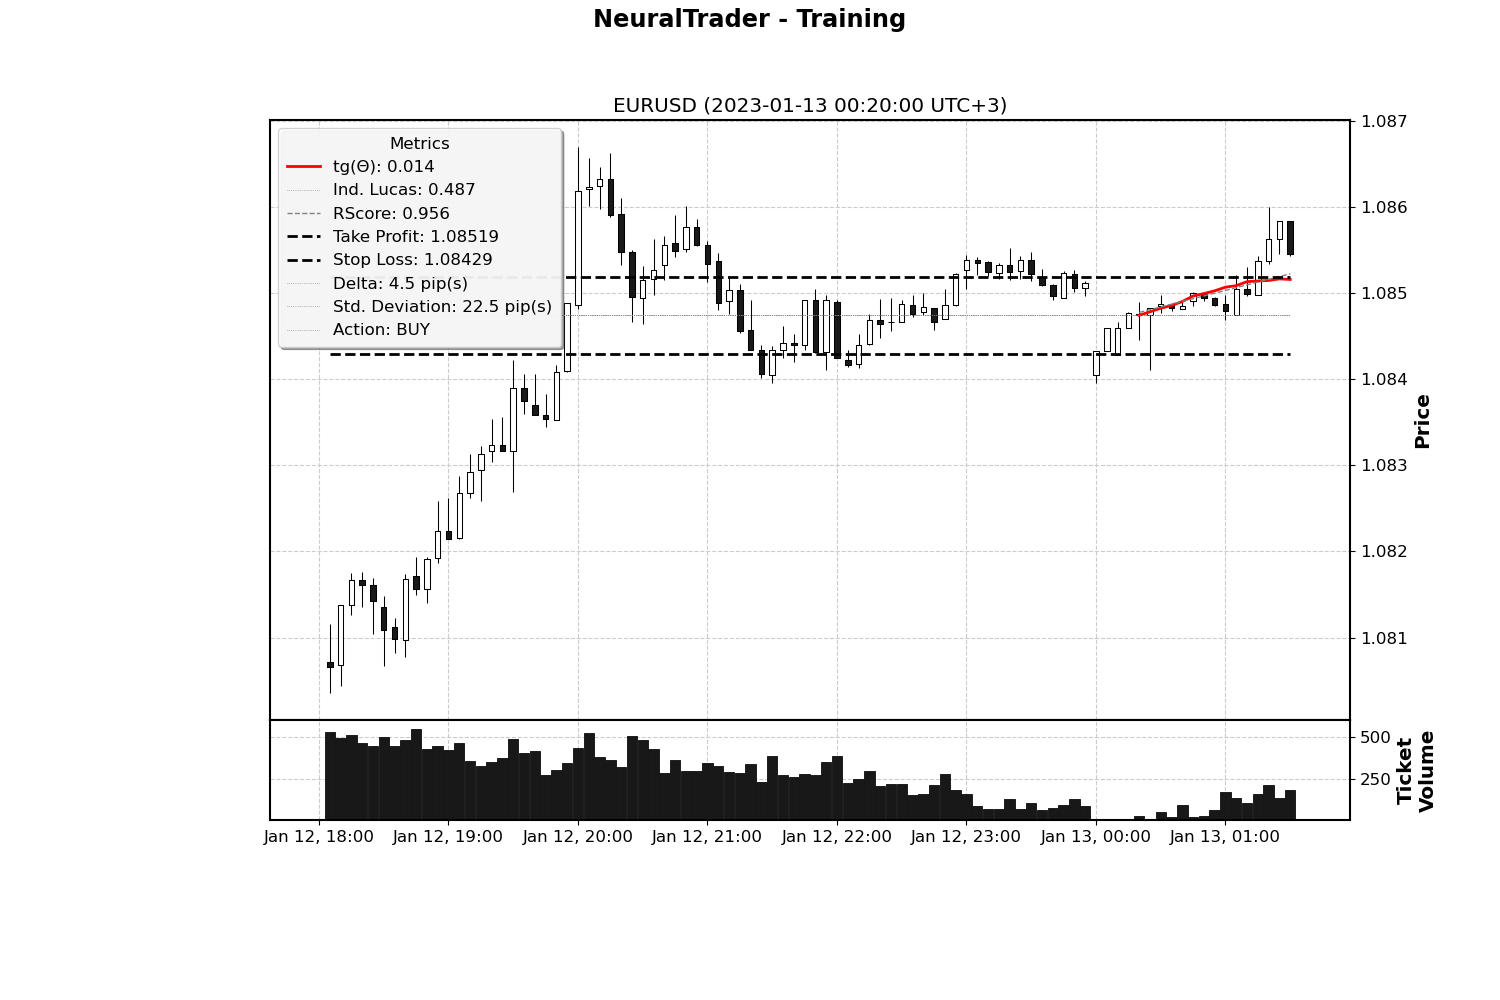 NeuralTrader - Training
EURUSD (2023-01-13 00:20:00 UTC+3)
Metrics
tg(Θ): 0.014
Ind. Lucas: 0.487
RScore: 0.956
Take Profit: 1.08519
Stop Loss: 1.08429
Delta: 4.5 pip(s)
Std. Deviation: 22.5 pip(s)
Action: BUY
1.087
1.086
1.085
1.084
1.083
1.082
1.081
Price
500
250
Ticket
Volume
Jan 12, 18:00 Jan 12, 19:00 Jan 12, 20:00 Jan 12, 21:00 Jan 12, 22:00 Jan 12, 23:00 Jan 13, 00:00 Jan 13, 01:00